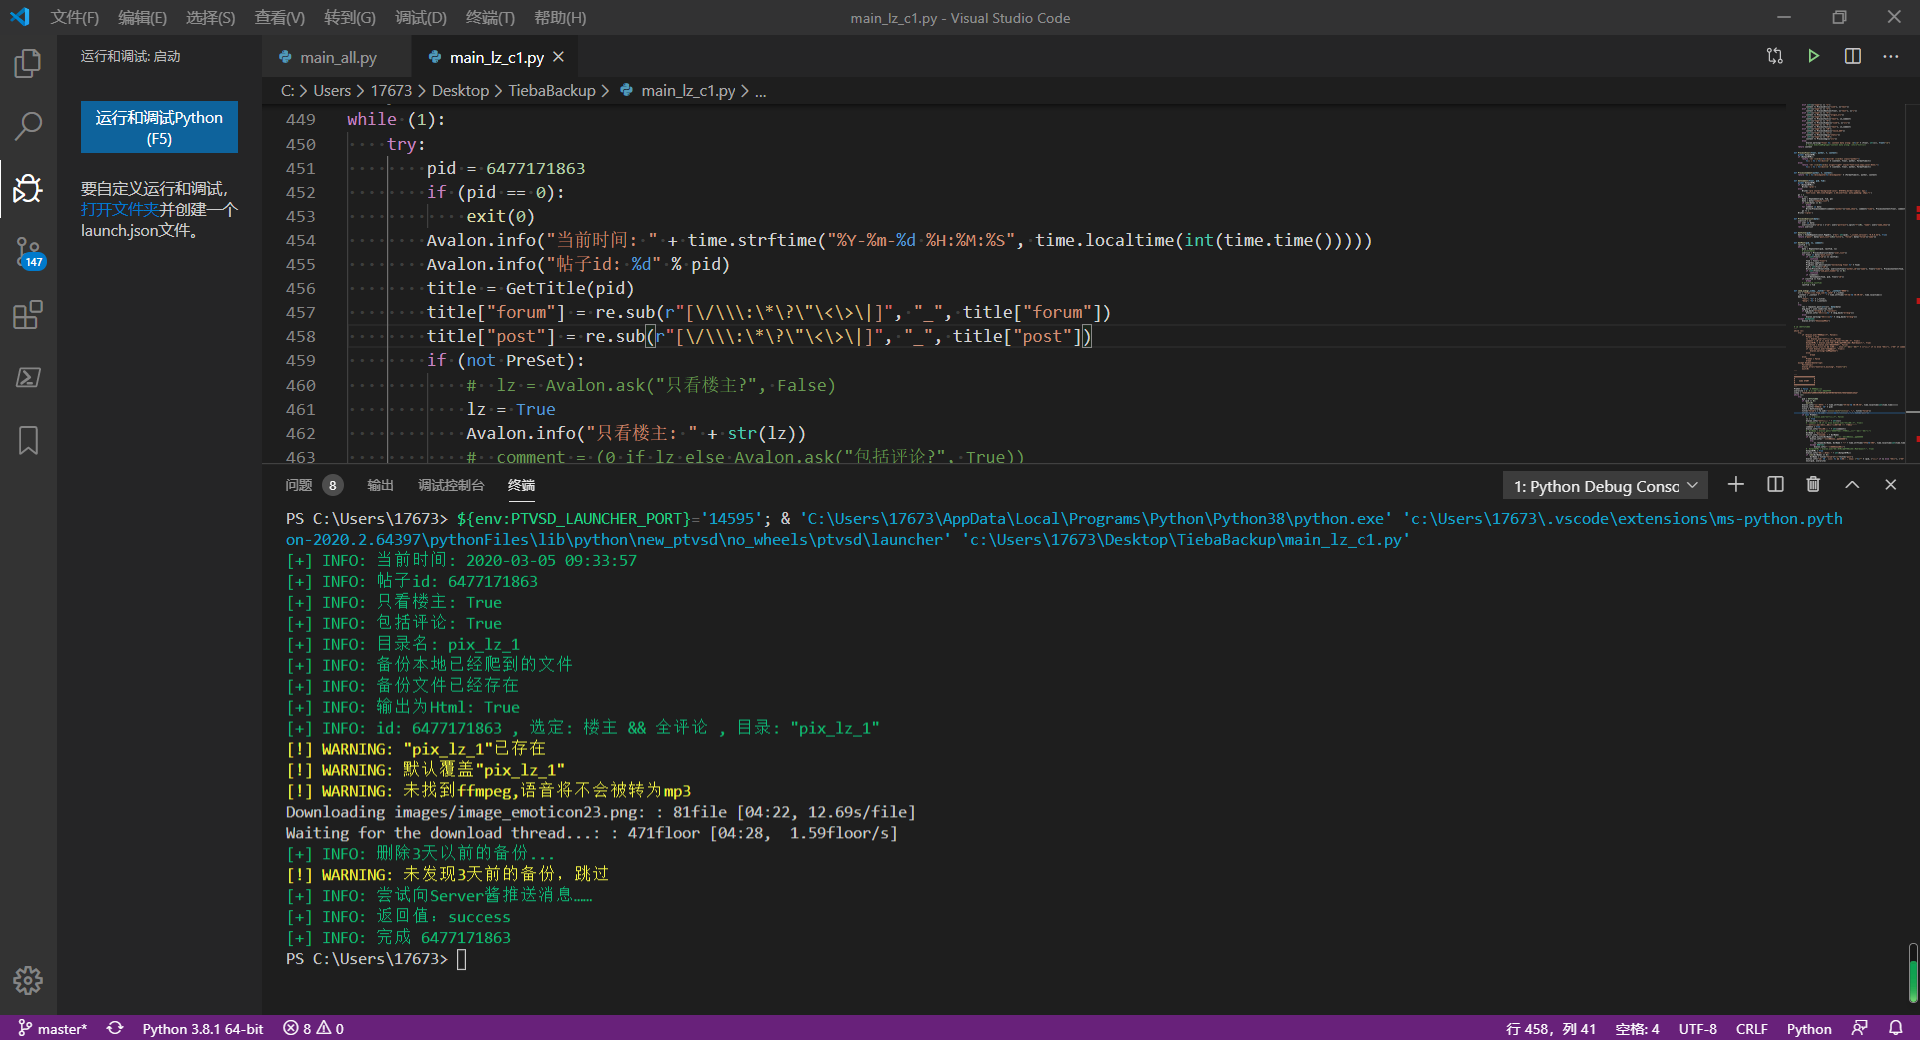 文件(F) 编辑(E) 选择(S) 查看(V) 转到(G) 调试(D) 终端(T) 帮助(H)
main_lz_c1.py - Visual Studio Code
运行和调试: 启动
运行和调试Python
(F5)
要自定义运行和调试,
打开文件夹并创建一个
launch.json文件。
147
main_all.py
main_lz_c1.py
C: > Users > 17673 > Desktop > TiebaBackup > main_lz_c1.py > ...
449 while (1):
450 try:
451 pid = 6477171863
452 if (pid == 0):
453 exit(0)
454 Avalon.info("当前时间: " + time.strftime("%Y-%m-%d %H:%M:%S", time.localtime(int(time.time()))))
455 Avalon.info("帖子id: %d" % pid)
456 title = GetTitle(pid)
457 title["forum"] = re.sub(r"[\/\\\:\*\?\"\<\>\|]", "_", title["forum"])
458 title["post"] = re.sub(r"[\/\\\:\*\?\"\<\>\|]", "_", title["post"])
459 if (not PreSet):
460 # lz = Avalon.ask("只看楼主?", False)
461 lz = True
462 Avalon.info("只看楼主: " + str(lz))
463 # comment = (0 if lz else Avalon.ask("包括评论?", True))
问题 8 输出 调试控制台 终端
1: Python Debug Consc
PS C:\Users\17673> ${env:PTVSD_LAUNCHER_PORT}='14595'; & 'C:\Users\17673\AppData\Local\Programs\Python\Python38\python.exe' 'c:\Users\17673\.vscode\extensions\ms-python.pyth
on-2020.2.64397\pythonFiles\lib\python\new_ptvsd\no_wheels\ptvsd\launcher' 'c:\Users\17673\Desktop\TiebaBackup\main_lz_c1.py'
[+] INFO: 当前时间: 2020-03-05 09:33:57
[+] INFO: 帖子id: 6477171863
[+] INFO: 只看楼主: True
[+] INFO: 包括评论: True
[+] INFO: 目录名: pix_lz_1
[+] INFO: 备份本地已经爬到的文件
[+] INFO: 备份文件已经存在
[+] INFO: 输出为Html: True
[+] INFO: id: 6477171863 , 选定: 楼主 && 全评论 , 目录: "pix_lz_1"
[!] WARNING: "pix_lz_1"已存在
[!] WARNING: 默认覆盖"pix_lz_1"
[!] WARNING: 未找到ffmpeg,语音将不会被转为mp3
Downloading images/image_emoticon23.png: : 81file [04:22, 12.69s/file]
Waiting for the download thread...: : 471floor [04:28,  1.59floor/s]
[+] INFO: 删除3天以前的备份...
[!] WARNING: 未发现3天前的备份，跳过
[+] INFO: 尝试向Server酱推送消息……
[+] INFO: 返回值：success
[+] INFO: 完成 6477171863
PS C:\Users\17673>
master* Python 3.8.1 64-bit 8 0
行 458，列 41 空格: 4 UTF-8 CRLF Python